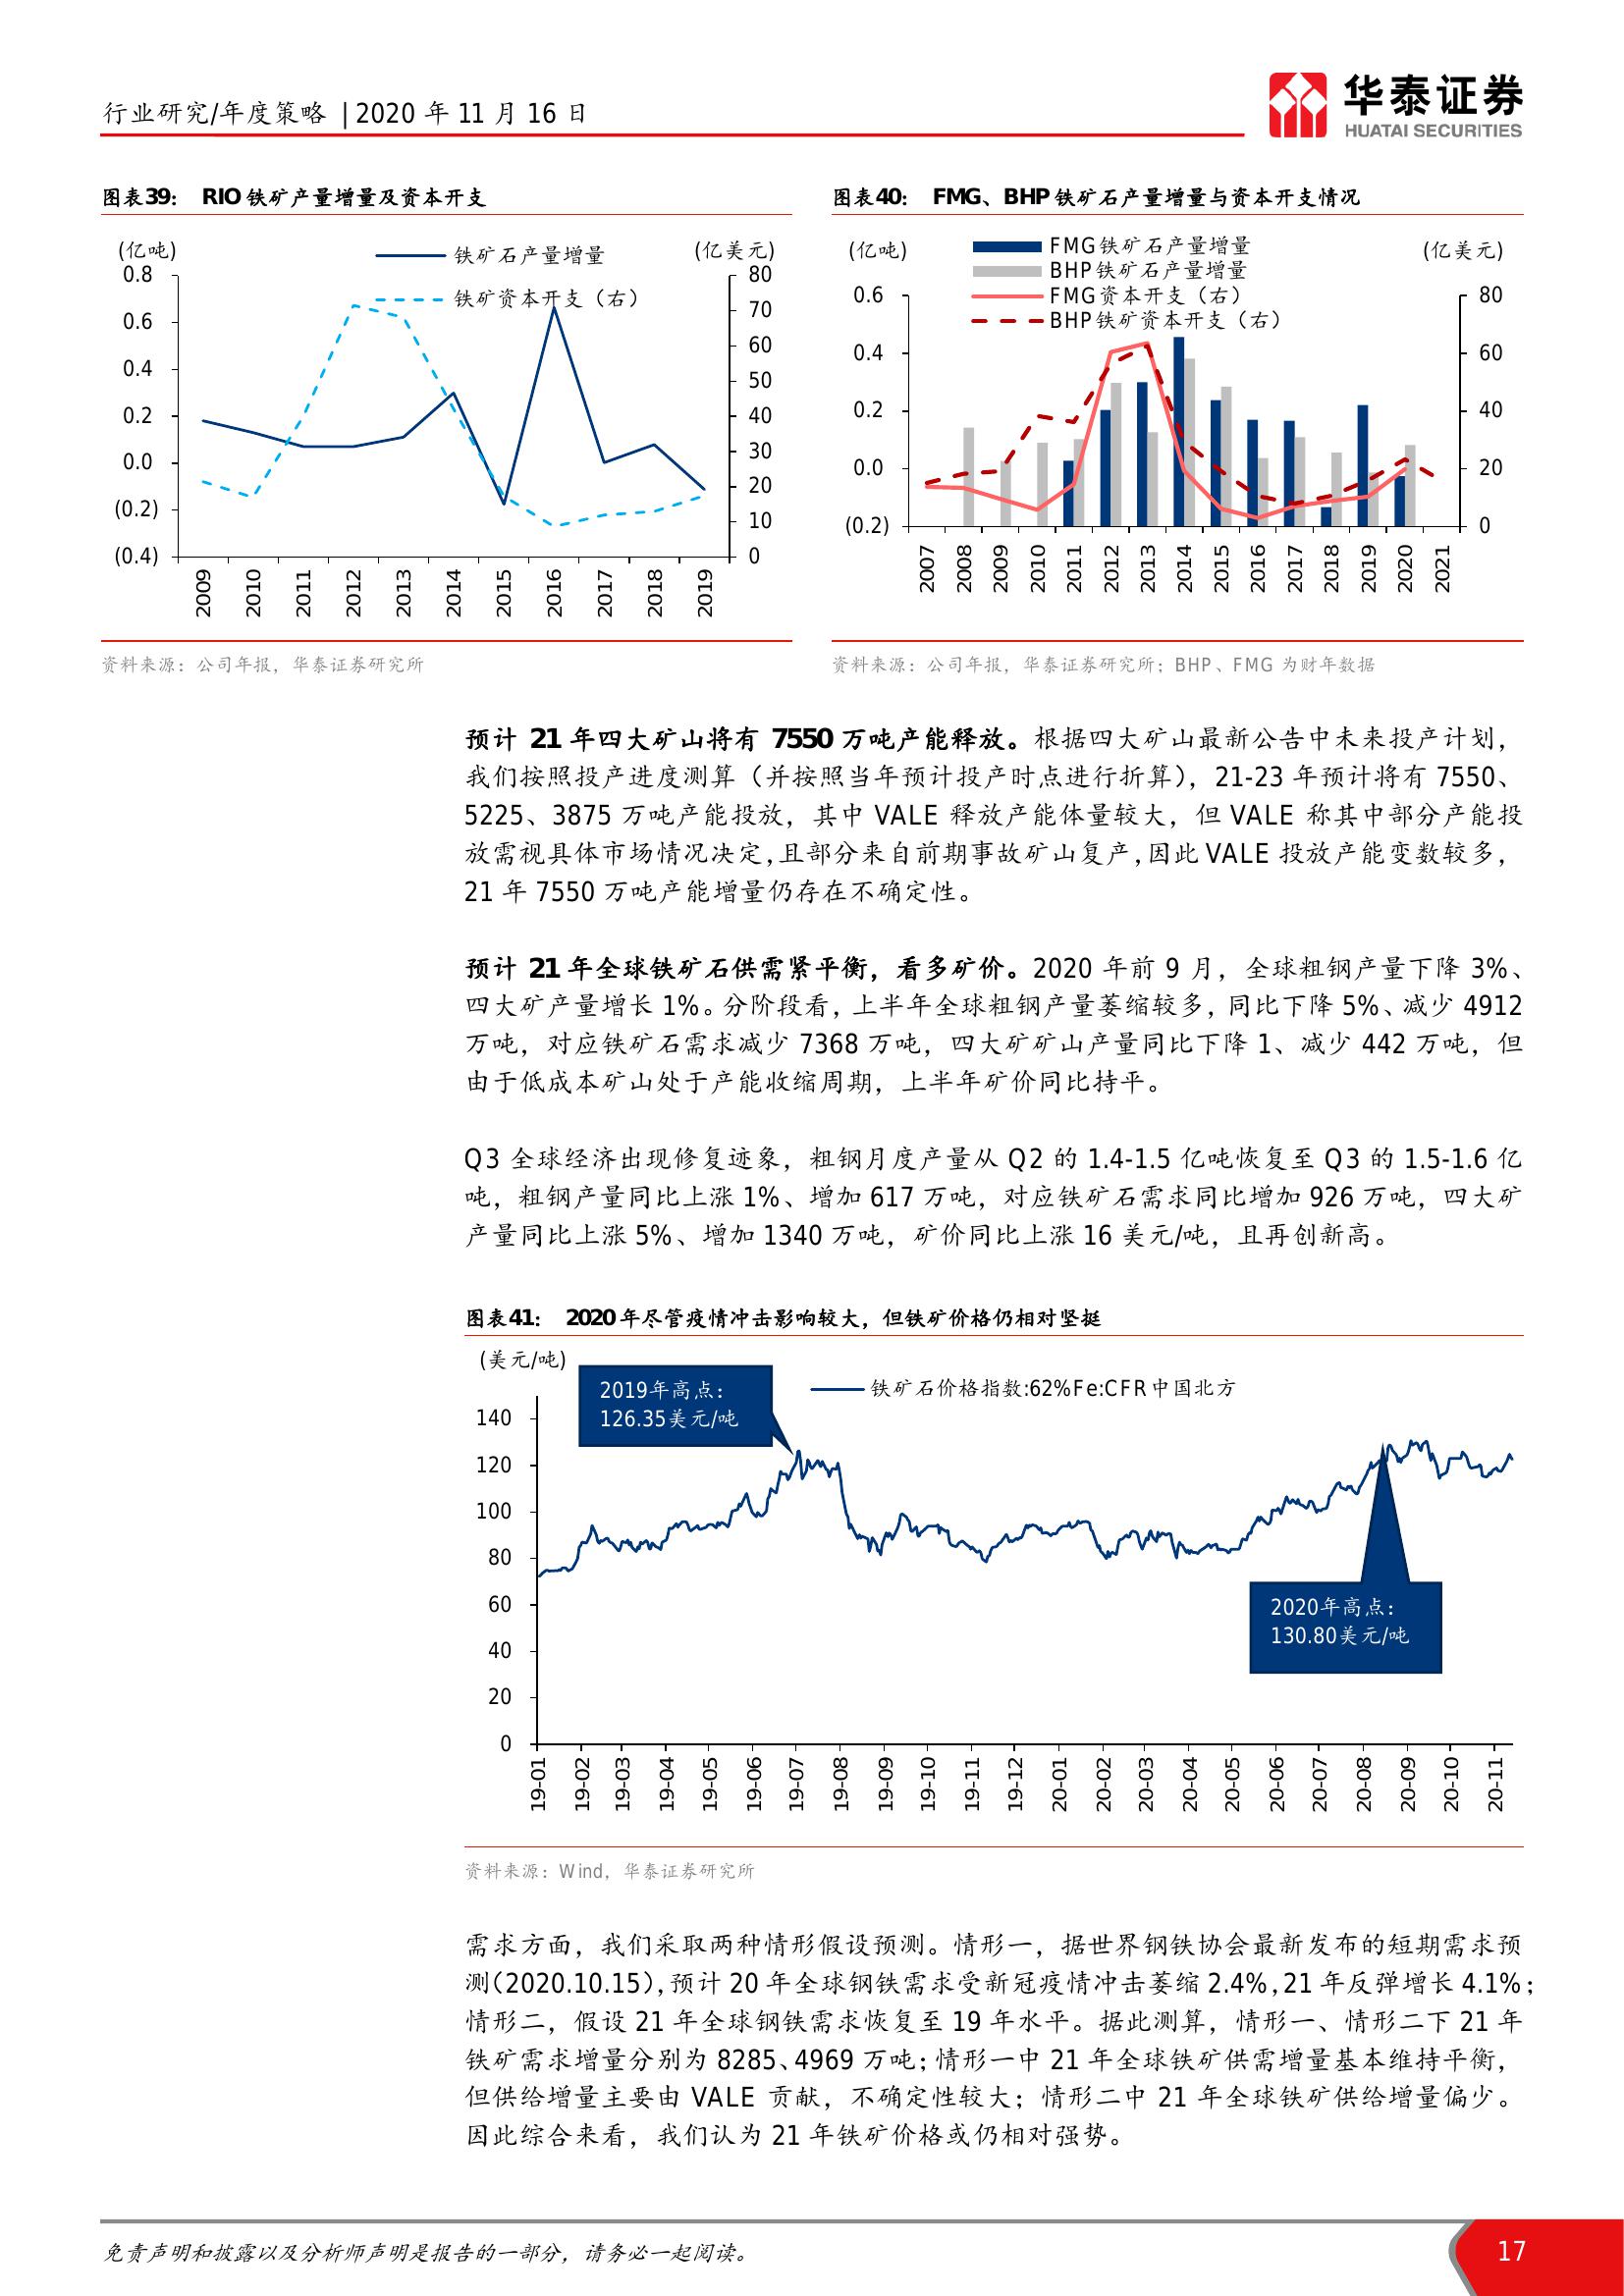 行业研究/年度策略 | 2020 年 11 月 16 日
华泰证券
HUATAI SECURITIES
图表39: RIO 铁矿产量增量及资本开支
(亿吨)
(亿美元)
铁矿石产量增量
铁矿资本开支（右）
0.8
0.6
0.4
0.2
0.0
(0.2)
(0.4)
80
70
60
50
40
30
20
10
0
2009
2010
2011
2012
2013
2014
2015
2016
2017
2018
2019
资料来源：公司年报，华泰证券研究所
图表40: FMG、BHP 铁矿石产量增量与资本开支情况
(亿吨)
(亿美元)
FMG铁矿石产量增量
BHP铁矿石产量增量
FMG资本开支（右）
BHP铁矿资本开支（右）
0.6
0.4
0.2
0.0
(0.2)
80
60
40
20
0
2007
2008
2009
2010
2011
2012
2013
2014
2015
2016
2017
2018
2019
2020
2021
资料来源：公司年报，华泰证券研究所；BHP、FMG 为财年数据
预计 21 年四大矿山将有 7550 万吨产能释放。根据四大矿山最新公告中未来投产计划，
我们按照投产进度测算（并按照当年预计投产时点进行折算），21-23 年预计将有 7550、
5225、3875 万吨产能投放，其中 VALE 释放产能体量较大，但 VALE 称其中部分产能投
放需视具体市场情况决定，且部分来自前期事故矿山复产，因此 VALE 投放产能变数较多，
21 年 7550 万吨产能增量仍存在不确定性。
预计 21 年全球铁矿石供需紧平衡，看多矿价。2020 年前 9 月，全球粗钢产量下降 3%、
四大矿产量增长 1%。分阶段看，上半年全球粗钢产量萎缩较多，同比下降 5%、减少 4912
万吨，对应铁矿石需求减少 7368 万吨，四大矿矿山产量同比下降 1、减少 442 万吨，但
由于低成本矿山处于产能收缩周期，上半年矿价同比持平。
Q3 全球经济出现修复迹象，粗钢月度产量从 Q2 的 1.4-1.5 亿吨恢复至 Q3 的 1.5-1.6 亿
吨，粗钢产量同比上涨 1%、增加 617 万吨，对应铁矿石需求同比增加 926 万吨，四大矿
产量同比上涨 5%、增加 1340 万吨，矿价同比上涨 16 美元/吨，且再创新高。
图表41: 2020 年尽管疫情冲击影响较大，但铁矿价格仍相对坚挺
(美元/吨)
2019年高点：
126.35美元/吨
铁矿石价格指数:62%Fe:CFR中国北方
2020年高点：
130.80美元/吨
140
120
100
80
60
40
20
0
19-01
19-02
19-03
19-04
19-05
19-06
19-07
19-08
19-09
19-10
19-11
19-12
20-01
20-02
20-03
20-04
20-05
20-06
20-07
20-08
20-09
20-10
20-11
资料来源：Wind，华泰证券研究所
需求方面，我们采取两种情形假设预测。情形一，据世界钢铁协会最新发布的短期需求预
测（2020.10.15），预计 20 年全球钢铁需求受新冠疫情冲击萎缩 2.4%，21 年反弹增长 4.1%；
情形二，假设 21 年全球钢铁需求恢复至 19 年水平。据此测算，情形一、情形二下 21 年
铁矿需求增量分别为 8285、4969 万吨；情形一中 21 年全球铁矿供需增量基本维持平衡，
但供给增量主要由 VALE 贡献，不确定性较大；情形二中 21 年全球铁矿供给增量偏少。
因此综合来看，我们认为 21 年铁矿价格或仍相对强势。
免责声明和披露以及分析师声明是报告的一部分，请务必一起阅读。
17